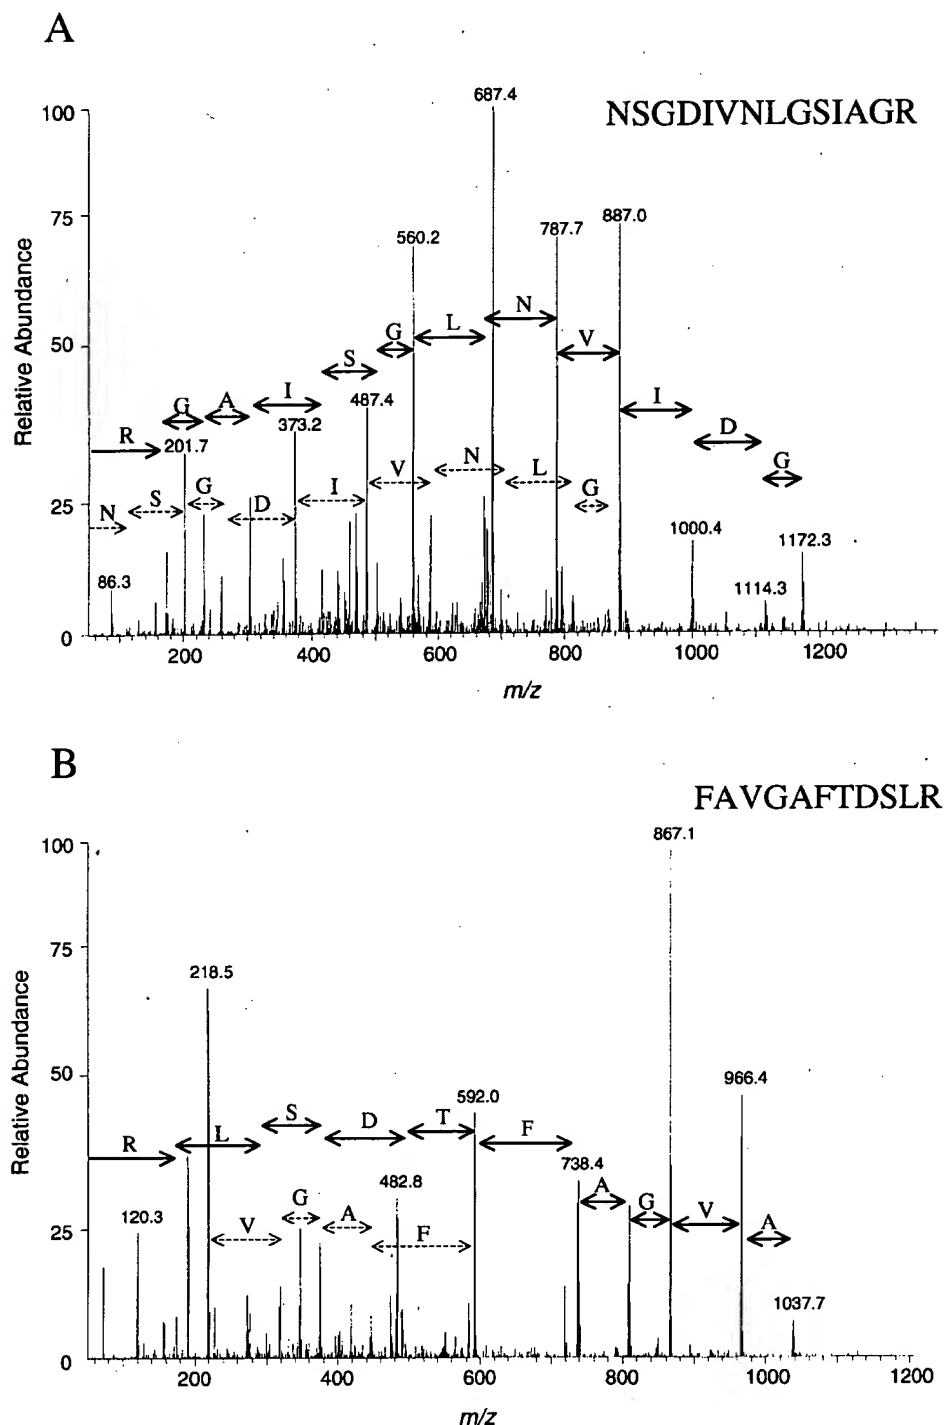 A
NSGDIVNLGSIAGR
Relative Abundance
100
75
50
25
0
687.4
787.7
887.0
560.2
N
V
L
G
S
I
A
G
R
201.7
373.2
487.4
I
D
G
N
S
G
D
I
V
N
L
G
86.3
1000.4
1114.3
1172.3
200 400 600 800 1000 1200
m/z
B
FAVGAFTDSLR
Relative Abundance
100
75
50
25
0
867.1
218.5
966.4
592.0
R
L
S
D
T
F
738.4
A
G
V
A
120.3
482.8
V
G
A
F
1037.7
200 400 600 800 1000 1200
m/z